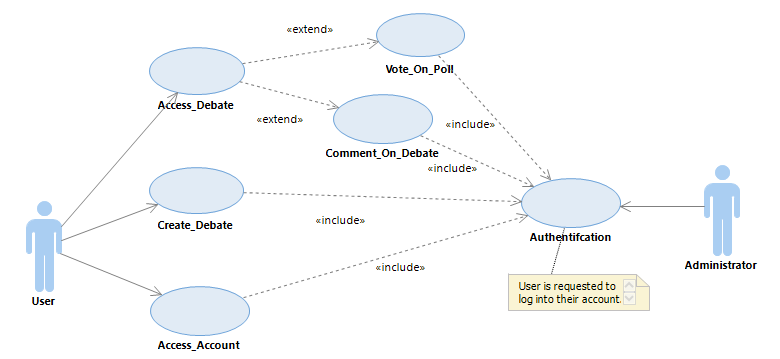 «extend»
Vote_On_Poll
Access_Debate
«extend»
«include»
Comment_On_Debate
«include»
Create_Debate
«include»
Authentifcation
Administrator
User
«include»
User is requested to
log into their account.
Access_Account